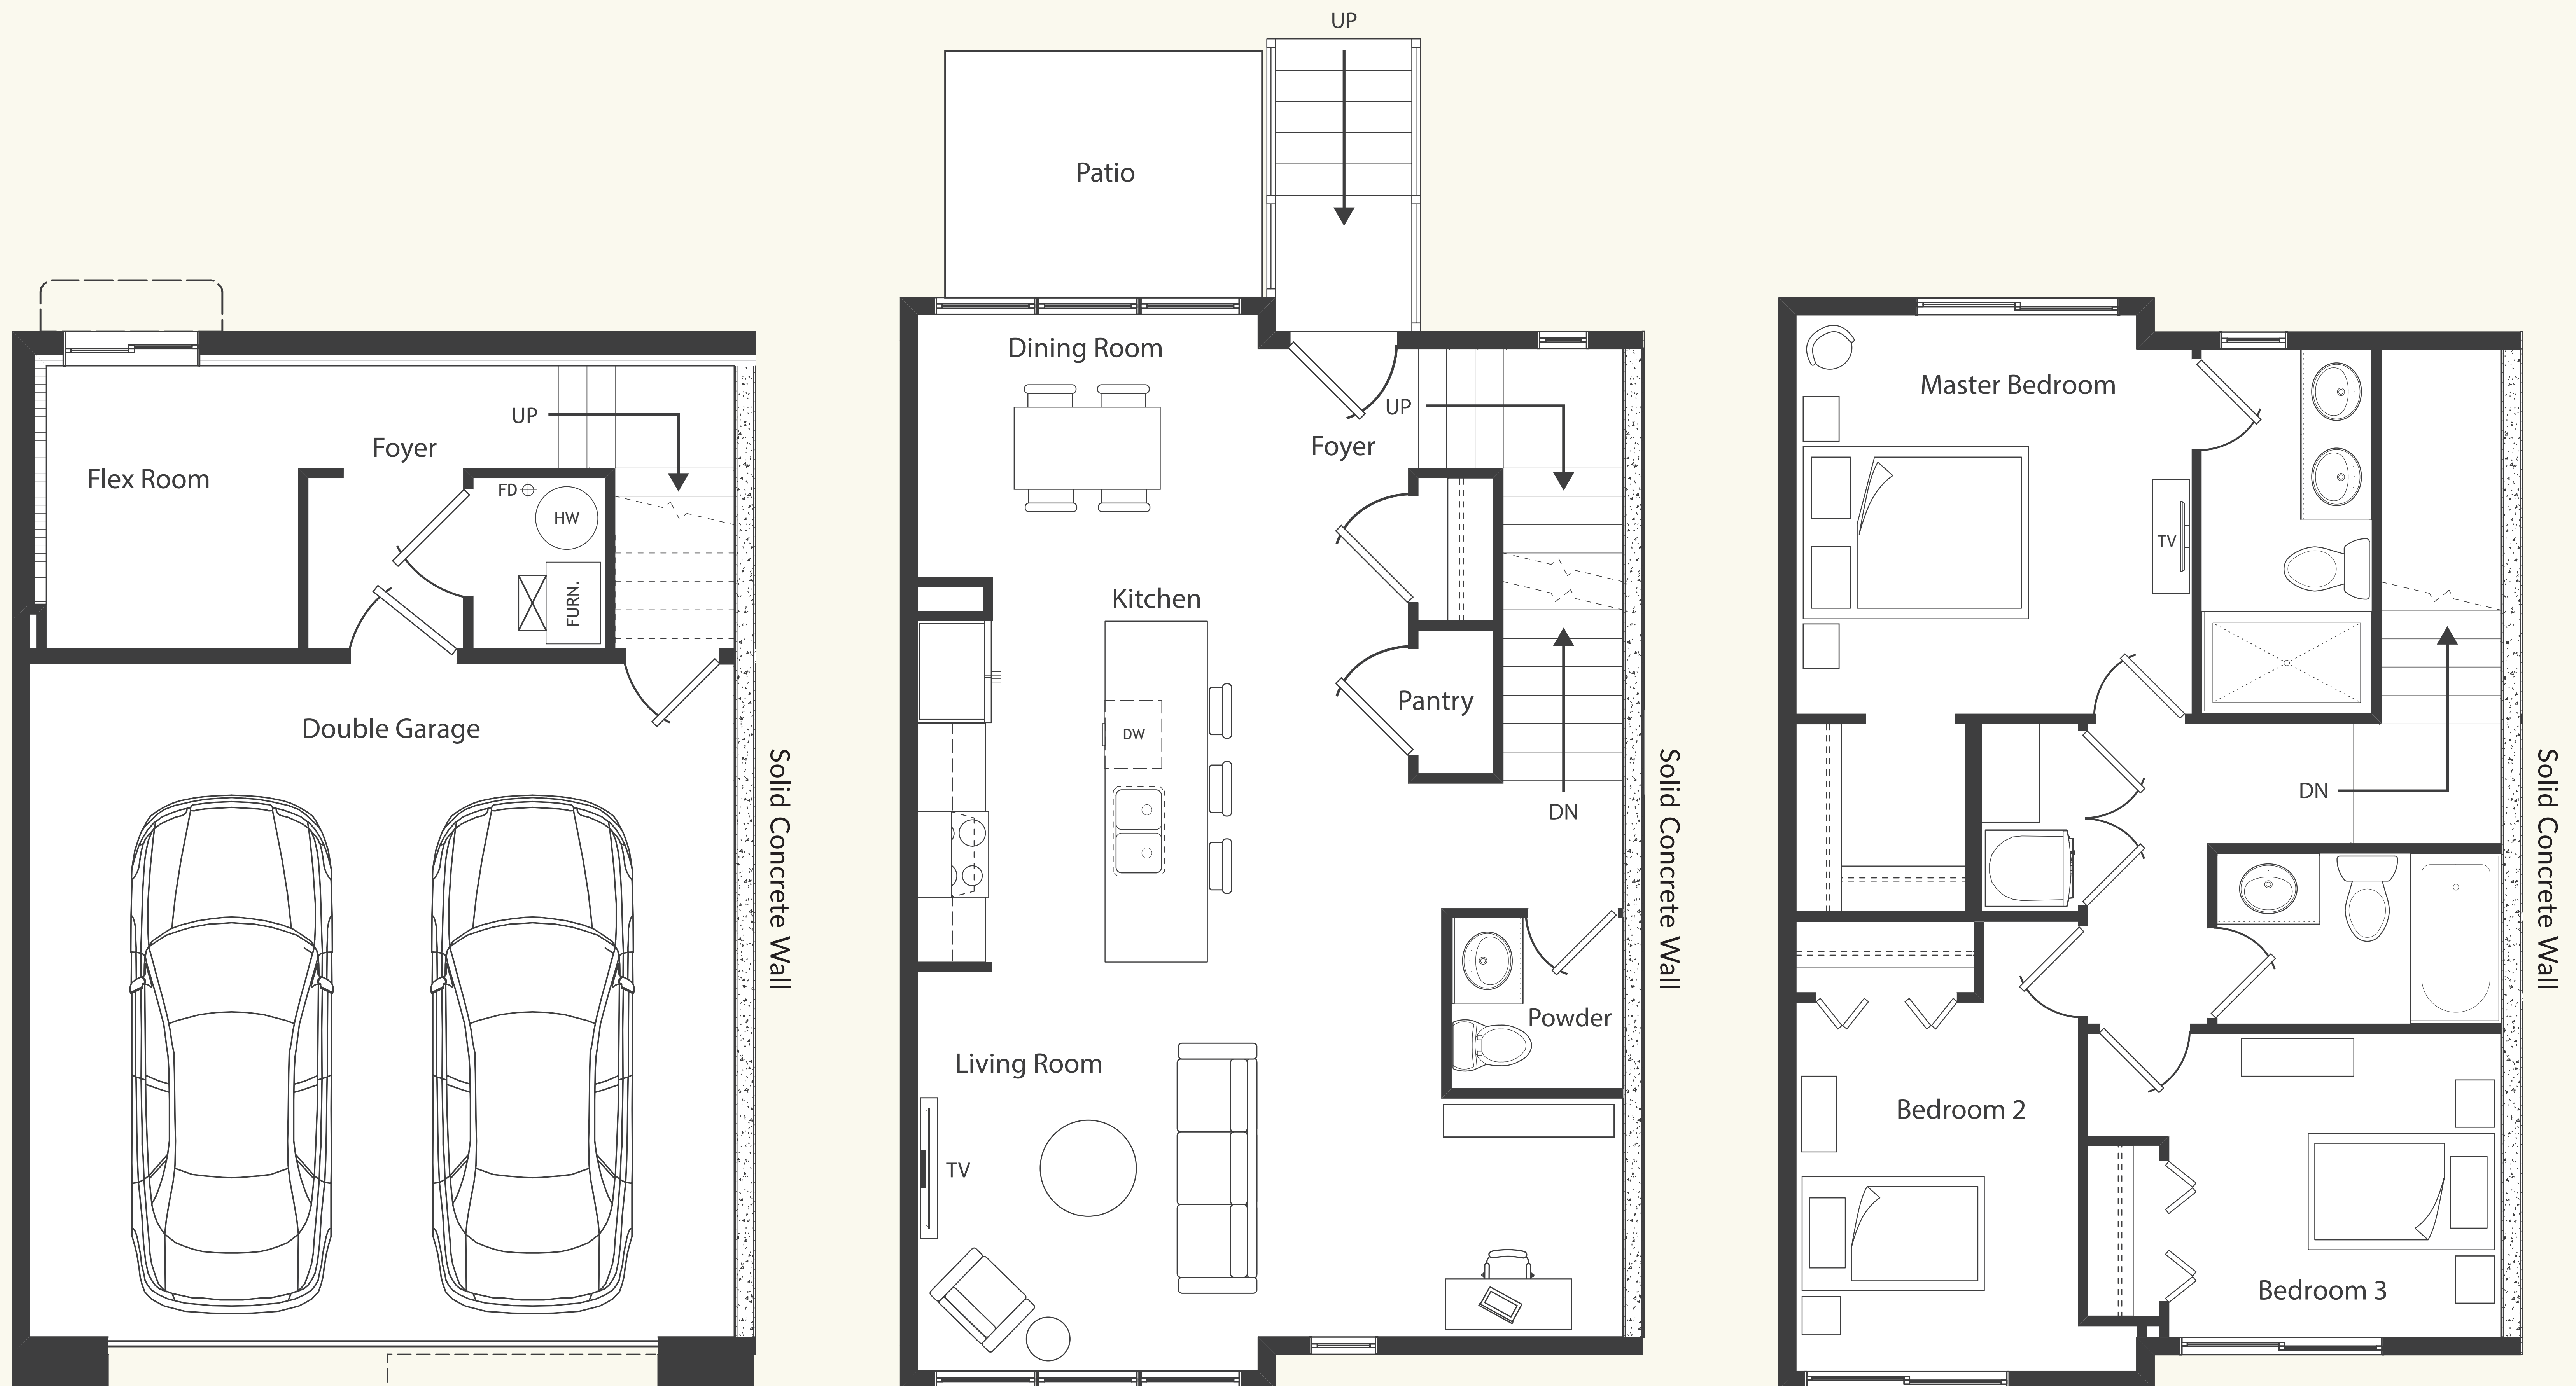 Flex Room
Foyer
UP
FD
HW
FURN.
Double Garage
Solid Concrete Wall
UP
Patio
Dining Room
UP
Foyer
Kitchen
DW
Pantry
DN
Powder
Living Room
TV
Solid Concrete Wall
Master Bedroom
TV
DN
Bedroom 2
Bedroom 3
Solid Concrete Wall